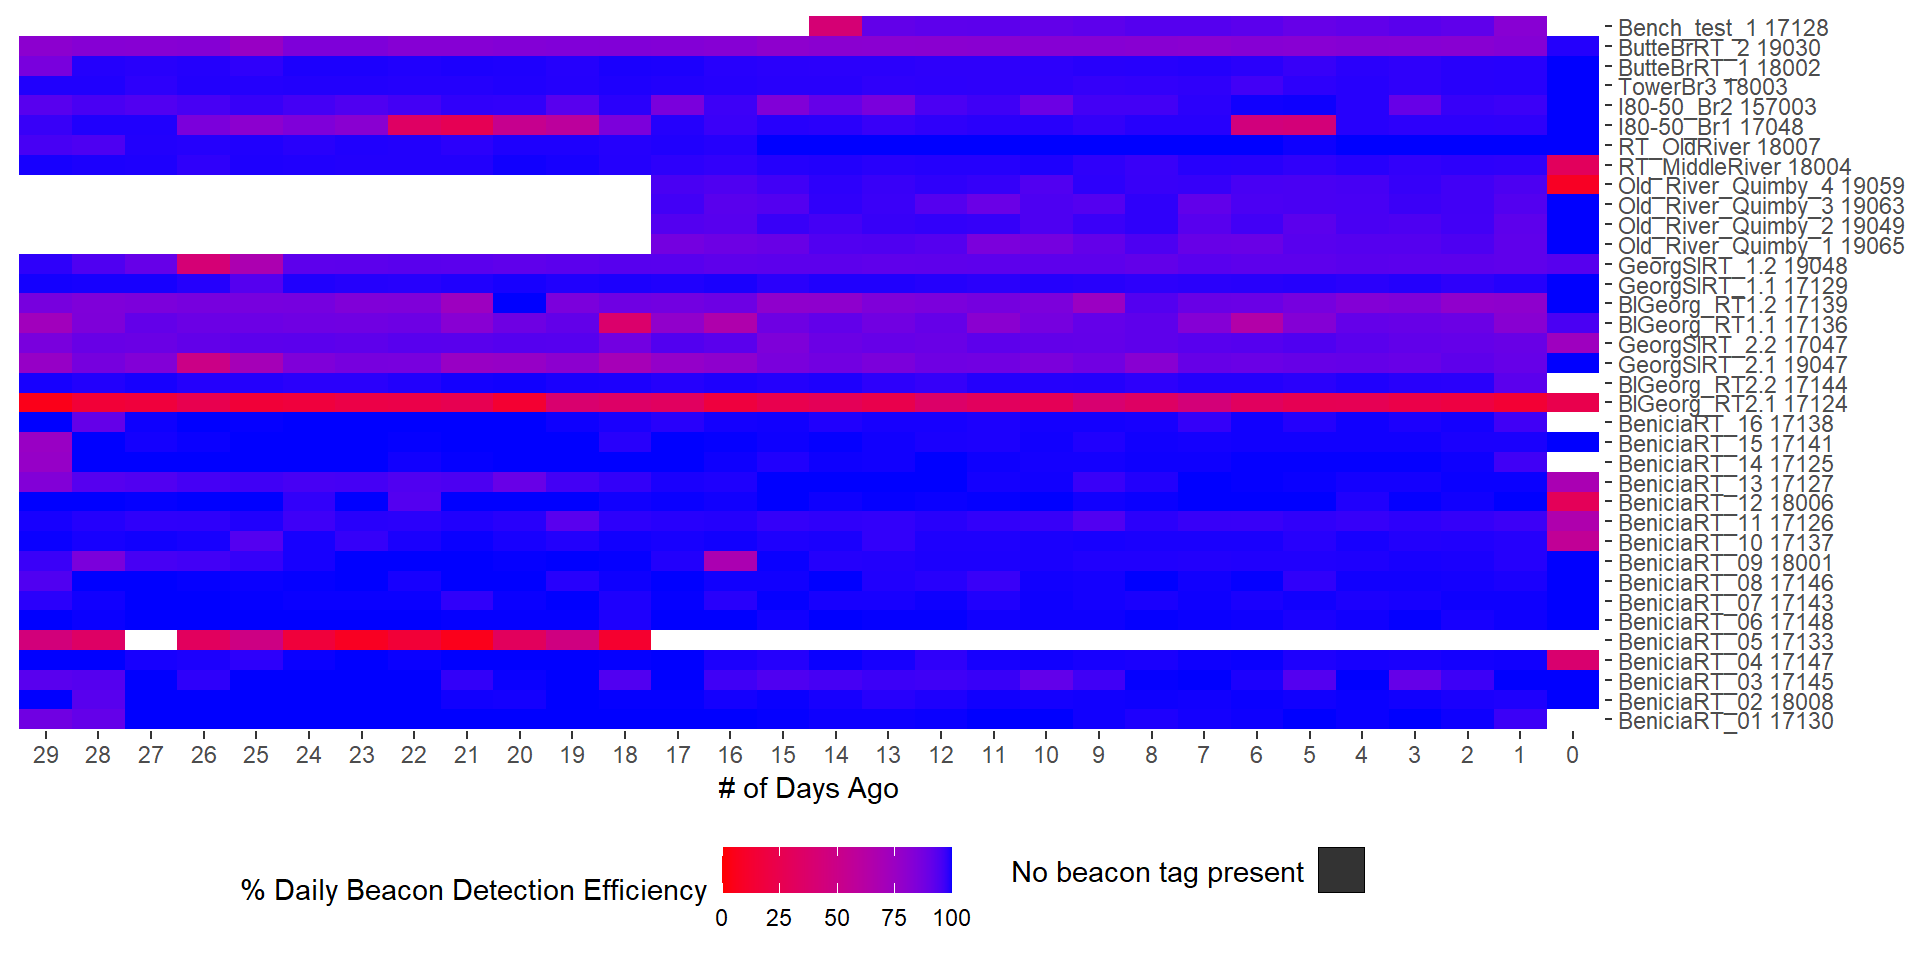 Bench_test_1 17128
ButteBrRT_2 19030
ButteBrRT_1 18002
TowerBr3 18003
I80-50_Br2 157003
I80-50_Br1 17048
RT_OldRiver 18007
RT_MiddleRiver 18004
Old_River_Quimby_4 19059
Old_River_Quimby_3 19063
Old_River_Quimby_2 19049
Old_River_Quimby_1 19065
GeorgSlRT_1.2 19048
GeorgSlRT_1.1 17129
BlGeorg_RT1.2 17139
BlGeorg_RT1.1 17136
GeorgSlRT_2.2 17047
GeorgSlRT_2.1 19047
BlGeorg_RT2.2 17144
BlGeorg_RT2.1 17124
BeniciaRT_16 17138
BeniciaRT_15 17141
BeniciaRT_14 17125
BeniciaRT_13 17127
BeniciaRT_12 18006
BeniciaRT_11 17126
BeniciaRT_10 17137
BeniciaRT_09 18001
BeniciaRT_08 17146
BeniciaRT_07 17143
BeniciaRT_06 17148
BeniciaRT_05 17133
BeniciaRT_04 17147
BeniciaRT_03 17145
BeniciaRT_02 18008
BeniciaRT_01 17130
29 28 27 26 25 24 23 22 21 20 19 18 17 16 15 14 13 12 11 10 9 8 7 6 5 4 3 2 1 0
# of Days Ago
% Daily Beacon Detection Efficiency
0 25 50 75 100
No beacon tag present